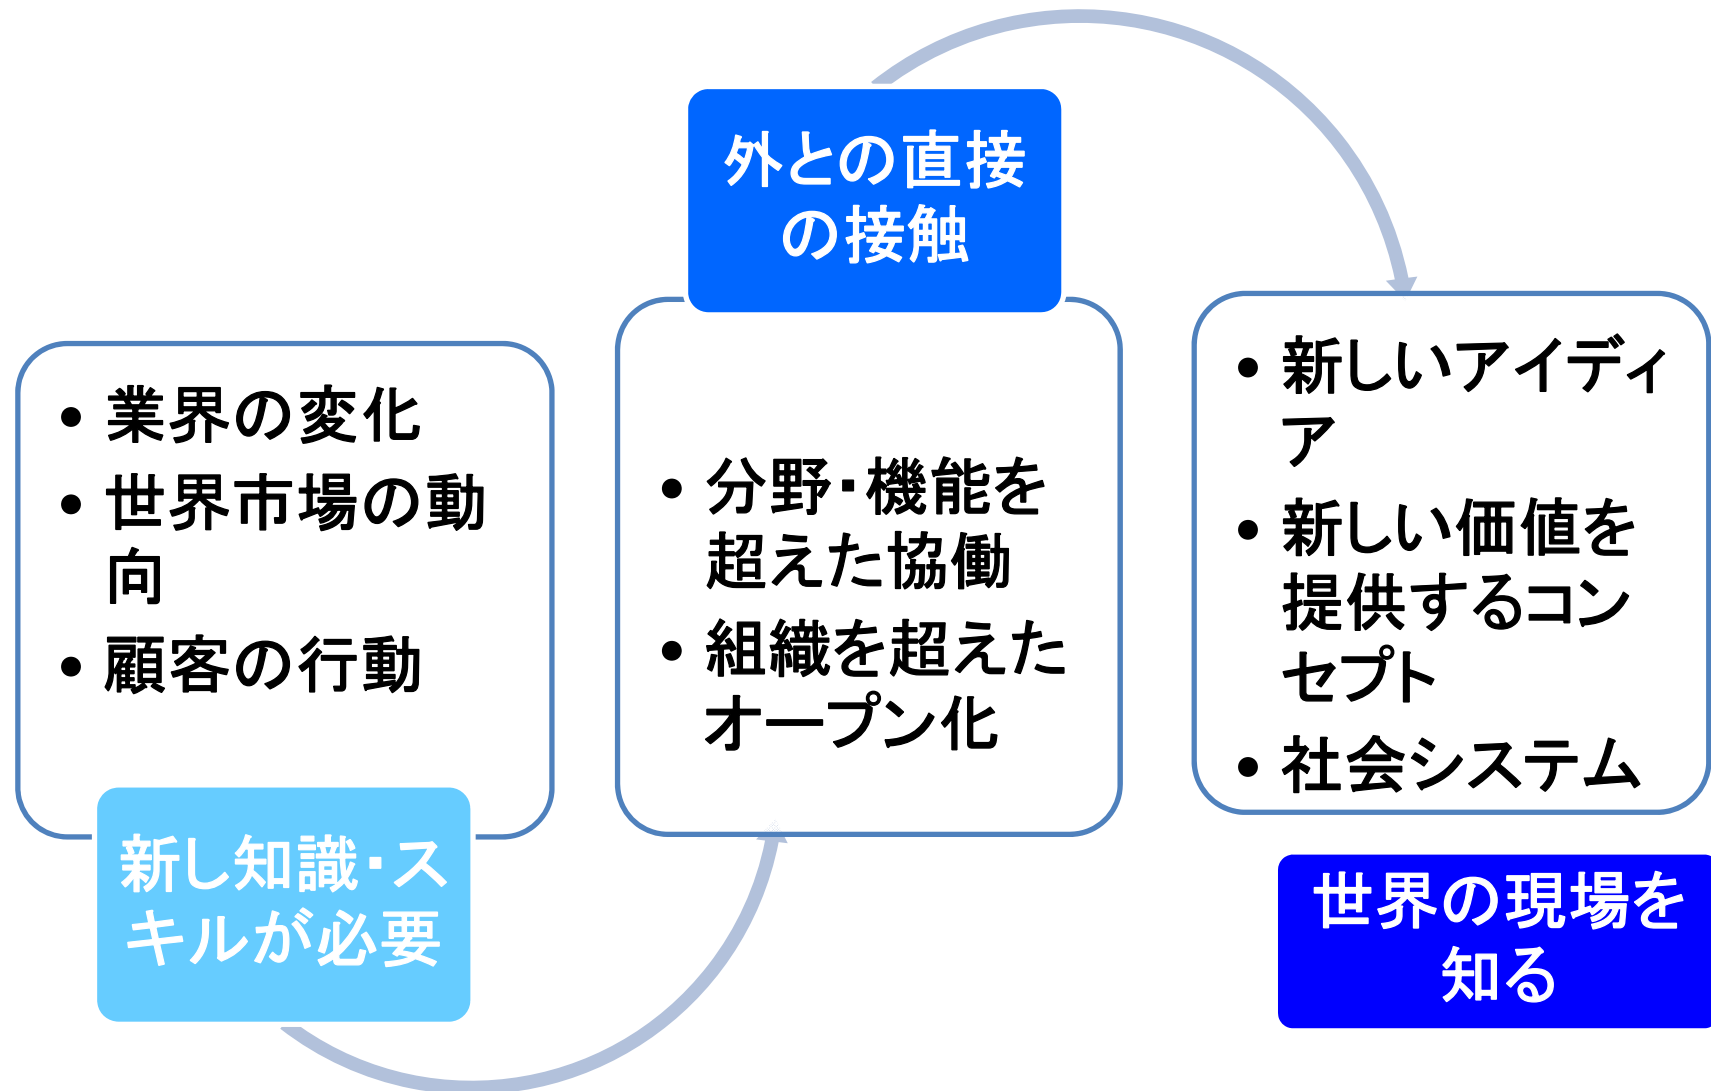 • 業界の変化
• 世界市場の動
向
• 顧客の行動
新し知識・ス
キルが必要
外との直接
の接触
• 分野・機能を
超えた協働
• 組織を超えた
オープン化
• 新しいアイディ
ア
• 新しい価値を
提供するコン
セプト
• 社会システム
世界の現場を
知る